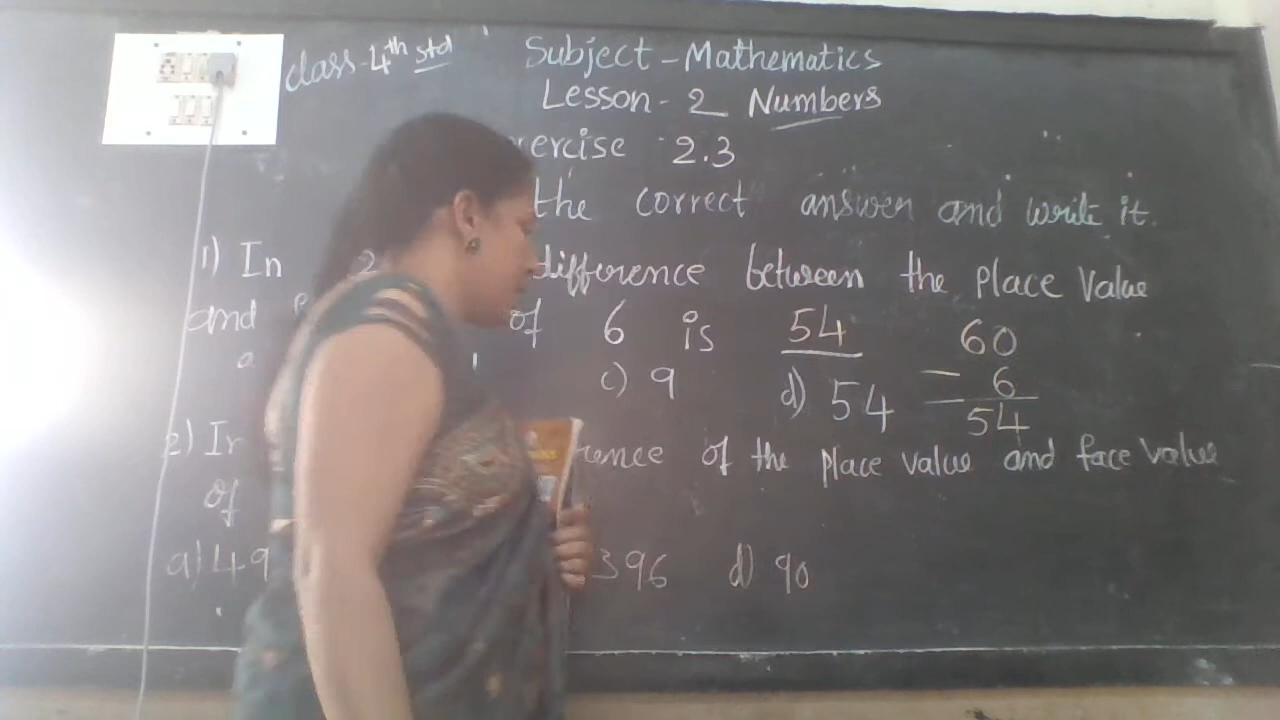 class-4th std
Subject-Mathematics
Lesson-2 Numbers
ercise 2.3
the correct answer and write it.
1) In 2 difference between the place value
and of 6 is 54
60
- 6
54
c) 9 d) 54
2) In rence of the place value and face value
of
a) 49 396 d) 90